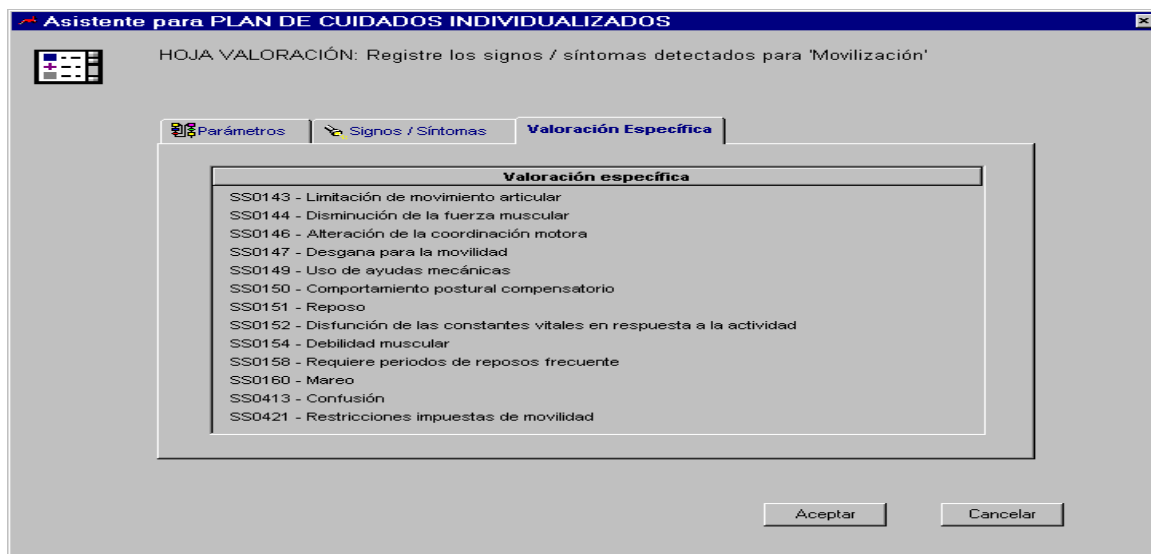 Asistente para PLAN DE CUIDADOS INDIVIDUALIZADOS
HOJA VALORACIÓN: Registre los signos / síntomas detectados para 'Movilización'
Parámetros
Signos / Síntomas
Valoración Específica
Valoración específica
SS0143 - Limitación de movimiento articular
SS0144 - Disminución de la fuerza muscular
SS0146 - Alteración de la coordinación motora
SS0147 - Desgana para la movilidad
SS0149 - Uso de ayudas mecánicas
SS0150 - Comportamiento postural compensatorio
SS0151 - Reposo
SS0152 - Disfunción de las constantes vitales en respuesta a la actividad
SS0154 - Debilidad muscular
SS0158 - Requiere periodos de reposos frecuente
SS0160 - Mareo
SS0413 - Confusión
SS0421 - Restricciones impuestas de movilidad
Aceptar
Cancelar